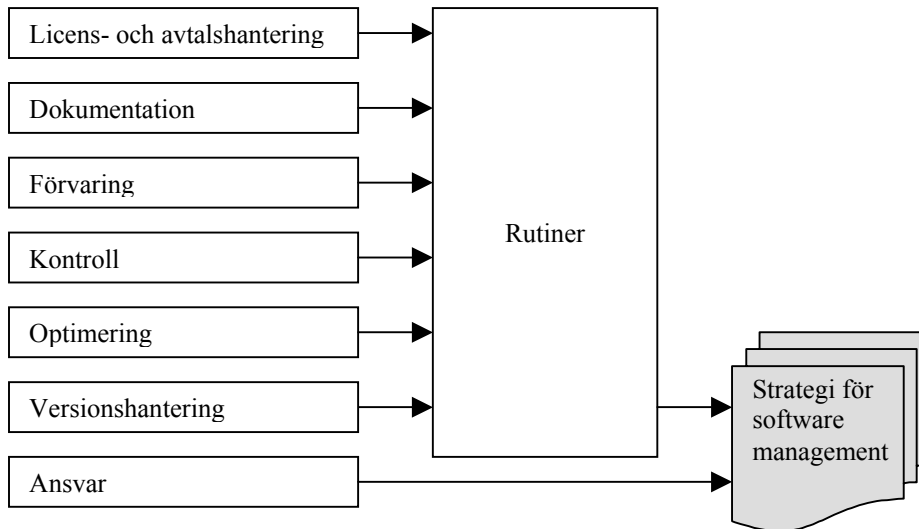 Licens- och avtalshantering
Dokumentation
Förvaring
Kontroll
Optimering
Versionshantering
Ansvar
Rutiner
Strategi för
software
management